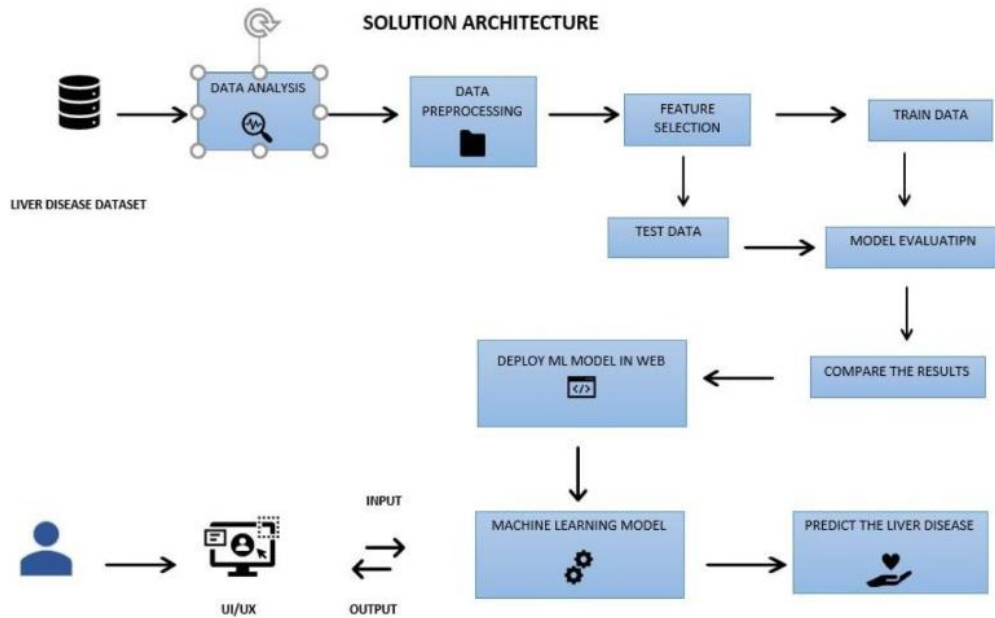 SOLUTION ARCHITECTURE
DATA ANALYSIS
DATA
PREPROCESSING
FEATURE
SELECTION
TRAIN DATA
LIVER DISEASE DATASET
TEST DATA
MODEL EVALUATIPN
DEPLOY ML MODEL IN WEB
</>
COMPARE THE RESULTS
INPUT
MACHINE LEARNING MODEL
PREDICT THE LIVER DISEASE
UI/UX
OUTPUT